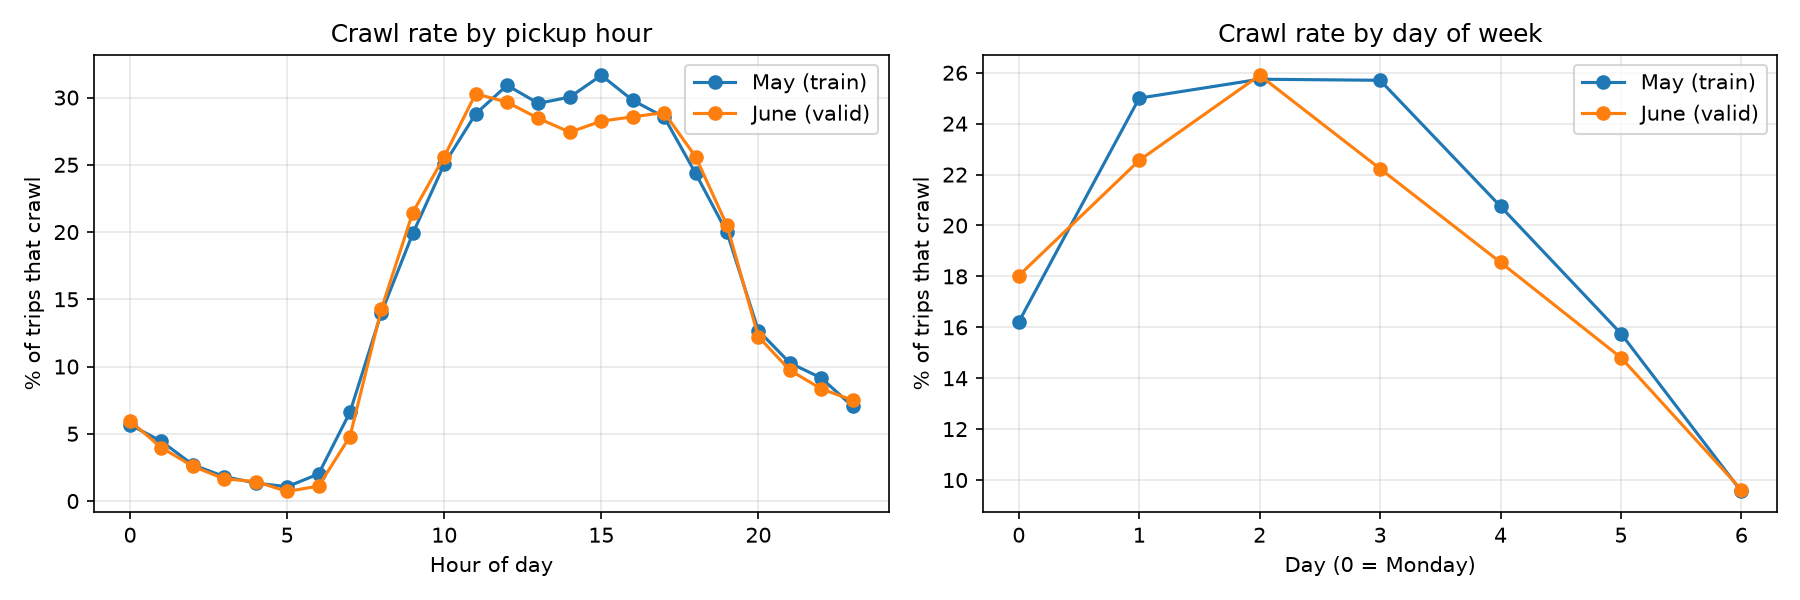 Crawl rate by pickup hour
% of trips that crawl
30
25
20
15
10
5
0
May (train)
June (valid)
0 5 10 15 20
Hour of day
Crawl rate by day of week
% of trips that crawl
26
24
22
20
18
16
14
12
10
May (train)
June (valid)
0 1 2 3 4 5 6
Day (0 = Monday)